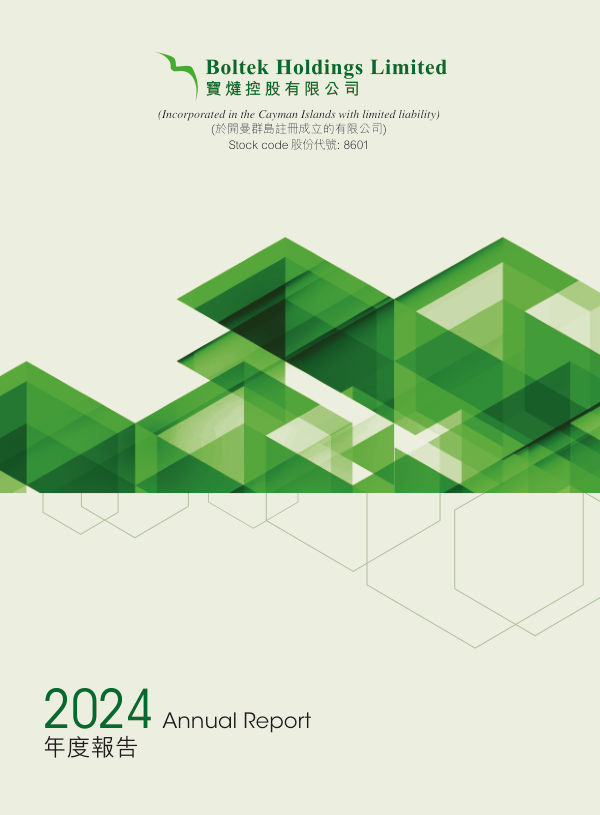 Boltek Holdings Limited
寶燵控股有限公司
(Incorporated in the Cayman Islands with limited liability)
(於開曼群島註冊成立的有限公司)
Stock code 股份代號: 8601
2024 Annual Report
年度報告